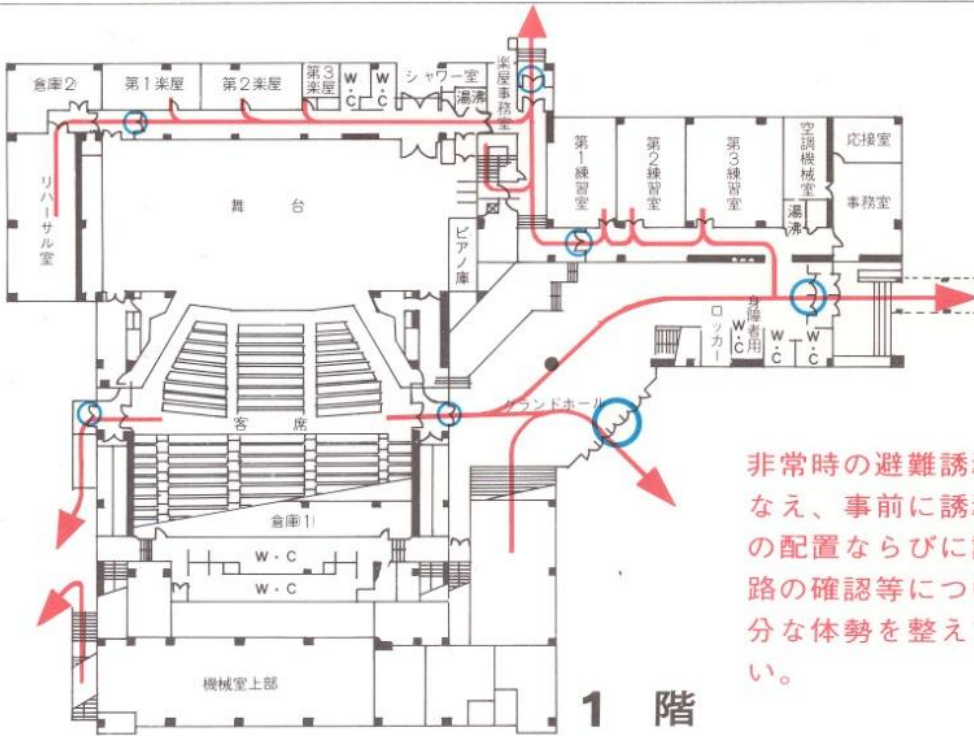 倉庫2
第1楽屋
第2楽屋
第3楽屋
W・C
W・C
シャワー室
湯沸
楽屋事務室
リハーサル室
舞台
ピアノ庫
第1練習室
第2練習室
第3練習室
空調機械室
湯沸
応接室
事務室
ロッカー
身障者用
W・C
W・C
W・C
グランドホール
客席
倉庫1
W・C
W・C
機械室上部
1 階
非常時の避難誘
なえ、事前に誘
の配置ならびに
路の確認等につ
分な体勢を整え
い。